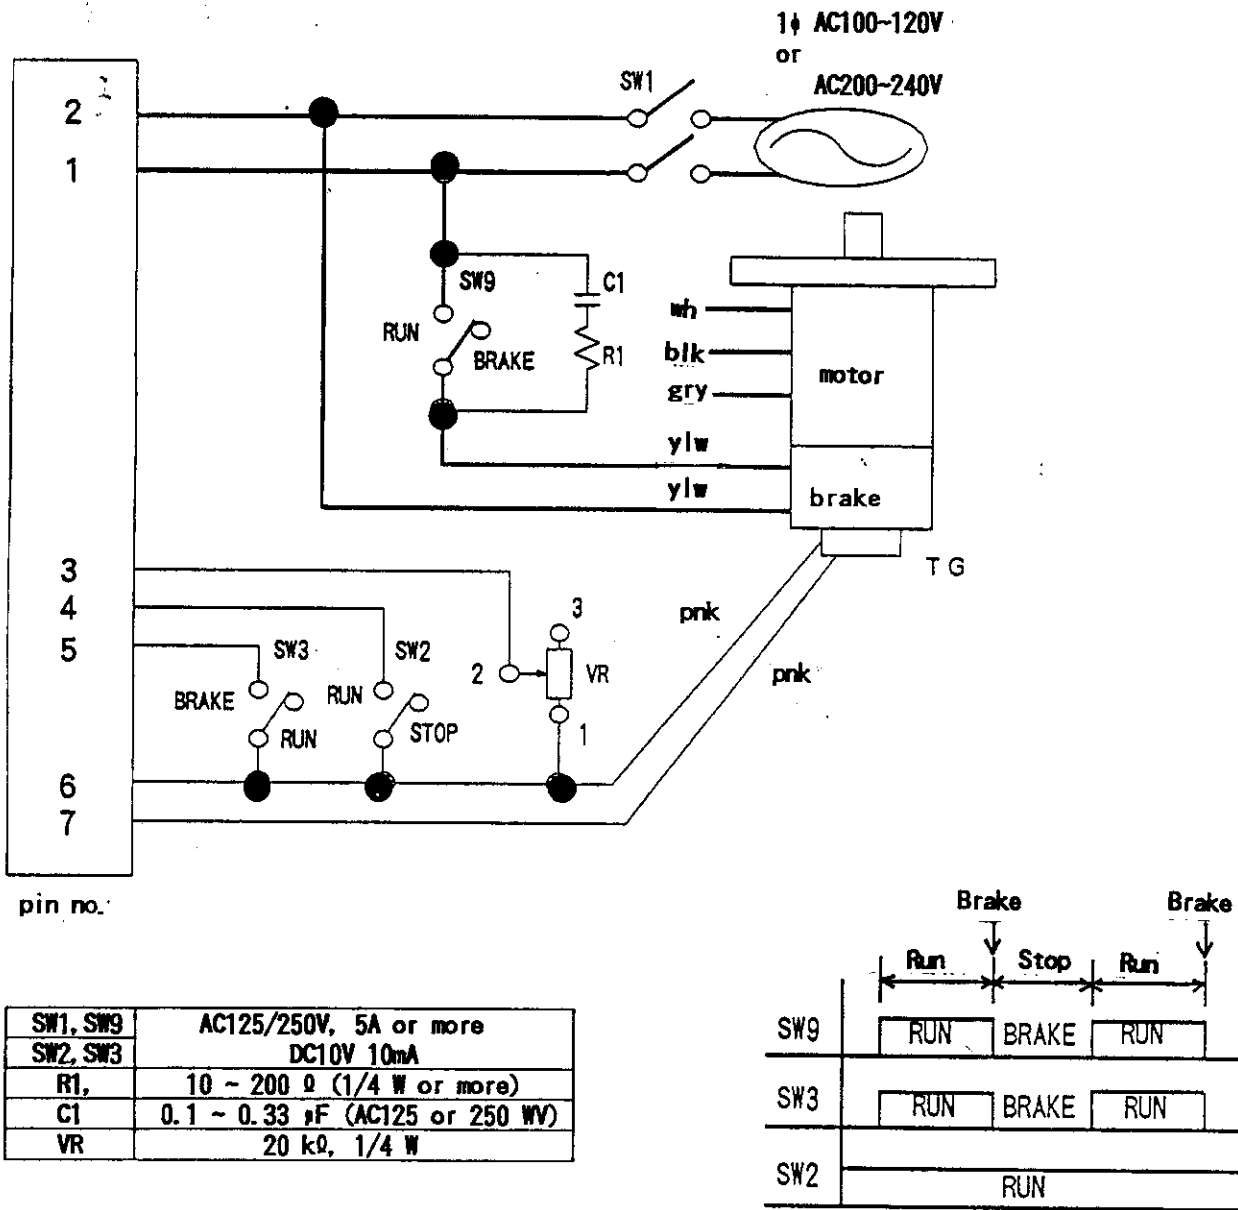 1ϕ AC100~120V
or
AC200~240V
SW1
2
1
SW9
C1
RUN
BRAKE
R1
wh
blk
gry
motor
ylw
ylw
brake
TG
3
4
5
SW3
SW2
3
2
VR
1
BRAKE
RUN
RUN
STOP
pnk
pnk
6
7
pin no.
SW1, SW9 AC125/250V, 5A or more
SW2, SW3 DC10V 10mA
R1, 10 ~ 200 Ω (1/4 W or more)
C1 0.1 ~ 0.33 μF (AC125 or 250 WV)
VR 20 kΩ, 1/4 W
Brake Brake
Run Stop Run
SW9 RUN BRAKE RUN
SW3 RUN BRAKE RUN
SW2 RUN